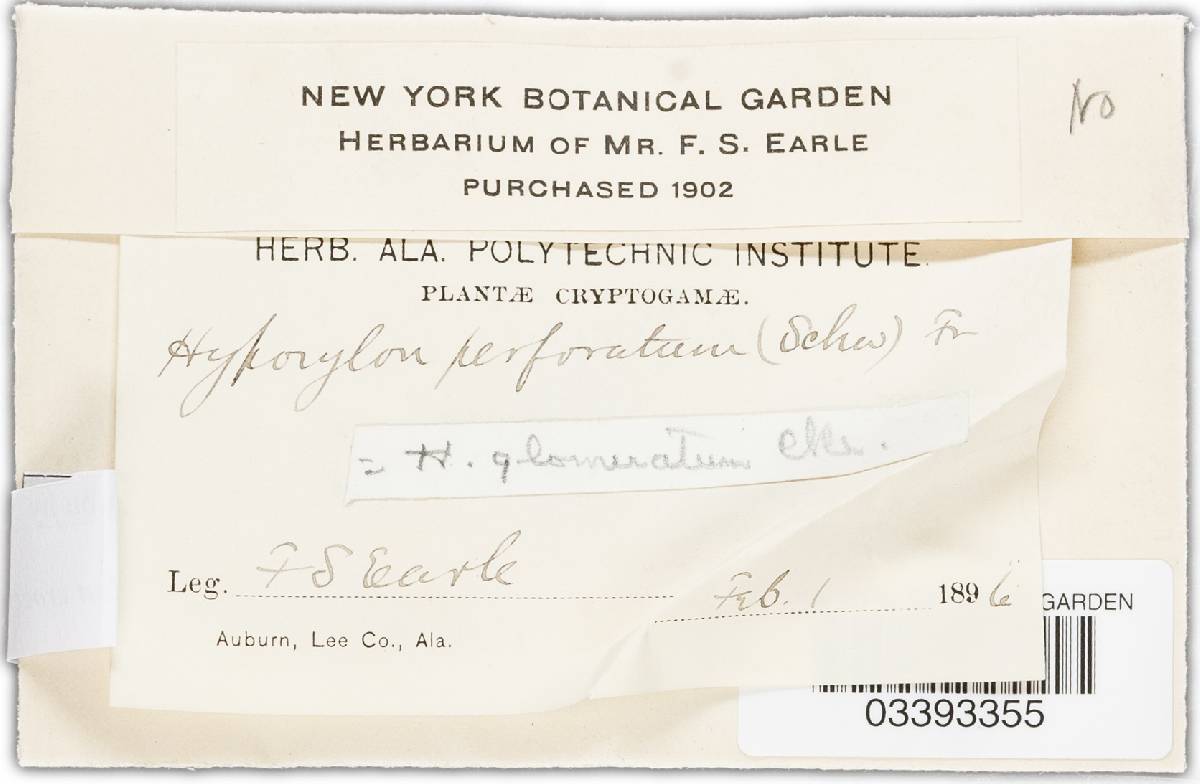 NEW YORK BOTANICAL GARDEN
No
HERBARIUM OF MR. F. S. EARLE
PURCHASED 1902
HERB. ALA. POLYTECHNIC INSTITUTE.
PLANTÆ CRYPTOGAMÆ.
Hypoxylon perforatum (Schw) Fr
= H. glomeratum Cke.
Leg. F S Earle Feb. 1 1896
Auburn, Lee Co., Ala.
GARDEN
03393355